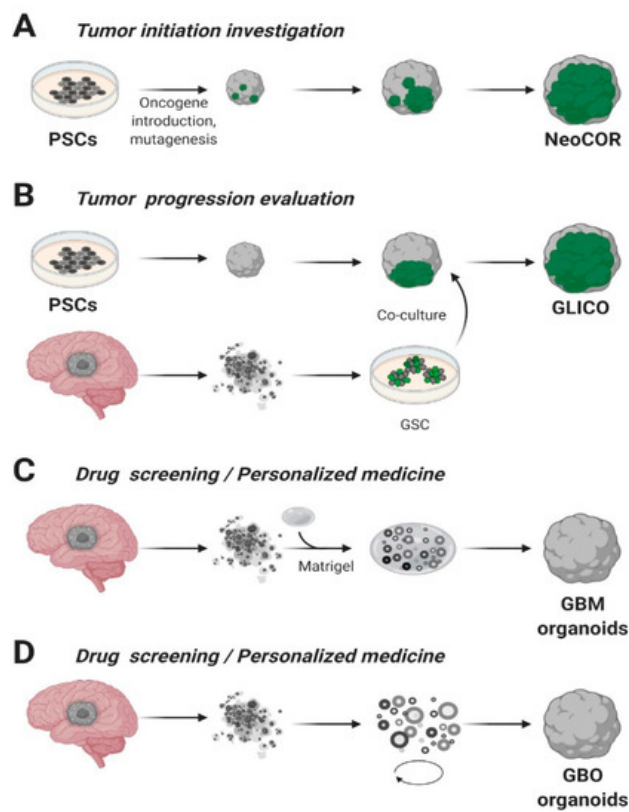 A Tumor initiation investigation
Oncogene
introduction,
mutagenesis
PSCs
NeoCOR
B Tumor progression evaluation
PSCs
Co-culture
GLICO
GSC
C Drug screening / Personalized medicine
Matrigel
GBM
organoids
D Drug screening / Personalized medicine
GBO
organoids